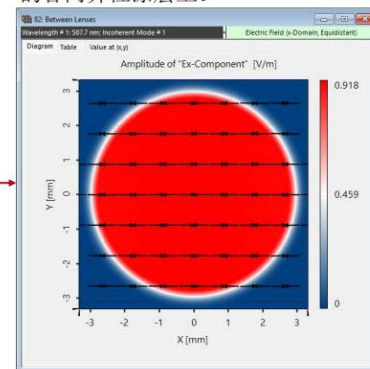 82: Between Lenses
Wavelength # 1: 587.7 nm; Incoherent Mode # 1
Electric Field (x-Domain, Equidistant)
Diagram Table Value at (x,y)
Amplitude of "Ex-Component" [V/m]
3
2
1
0
-1
-2
-3
Y [mm]
-3 -2 -1 0 1 2 3
X [mm]
0.918
0.459
0